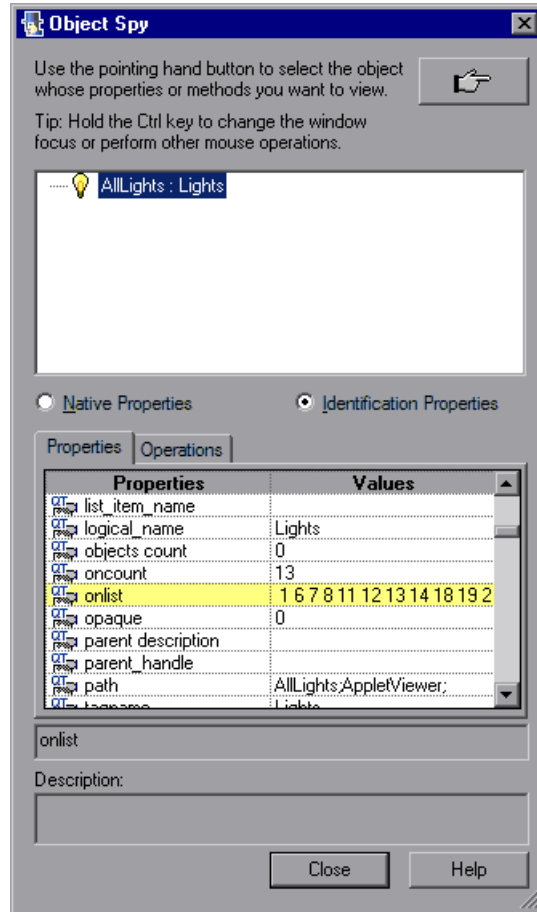 Object Spy
Use the pointing hand button to select the object
whose properties or methods you want to view.
Tip: Hold the Ctrl key to change the window
focus or perform other mouse operations.
AllLights : Lights
Native Properties Identification Properties
Properties Operations
Properties Values
list_item_name
logical_name Lights
objects count 0
oncount 13
onlist 1 6 7 8 11 12 13 14 18 19 2
opaque 0
parent description
parent_handle
path AllLights;AppletViewer;
tagname Lights
onlist
Description:
Close Help